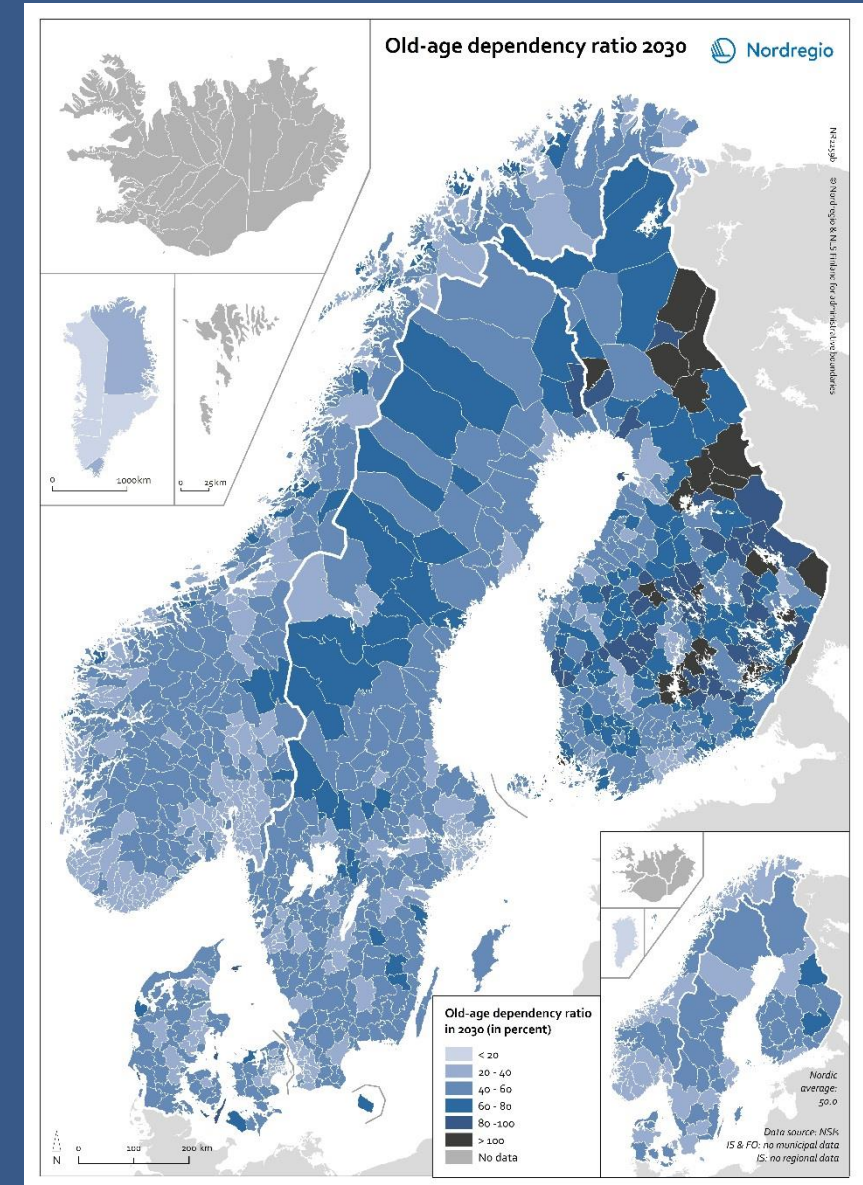 Old-age dependency ratio 2030
Nordregio
© Nordregio & NLS Finland for administrative boundaries
0
1000km
0
25km
Old-age dependency ratio
in 2030 (in percent)
< 20
20 - 40
40 - 60
60 - 80
80 -100
> 100
No data
N
0
100
200 km
Nordic
average:
50.0
Data source: NSIs
IS & FO: no municipal data
IS: no regional data